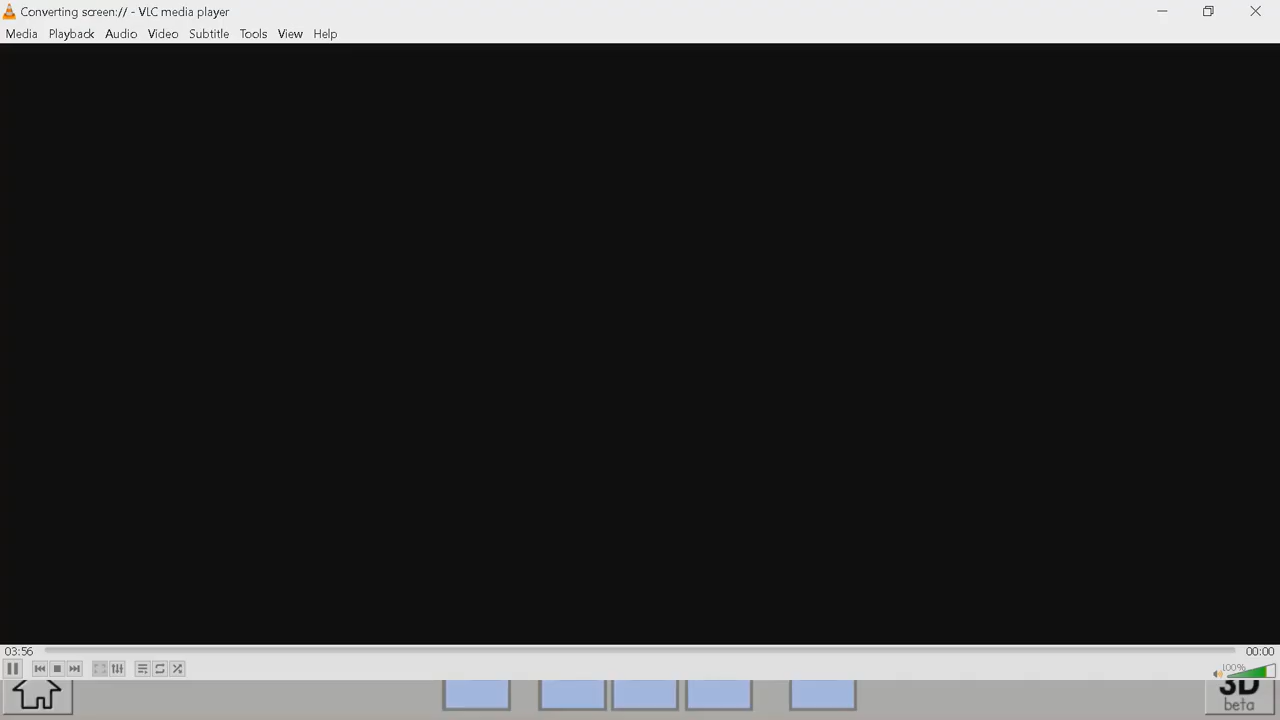 Converting screen:// - VLC media player
Media Playback Audio Video Subtitle Tools View Help
03:56 00:00
100%
3D
beta